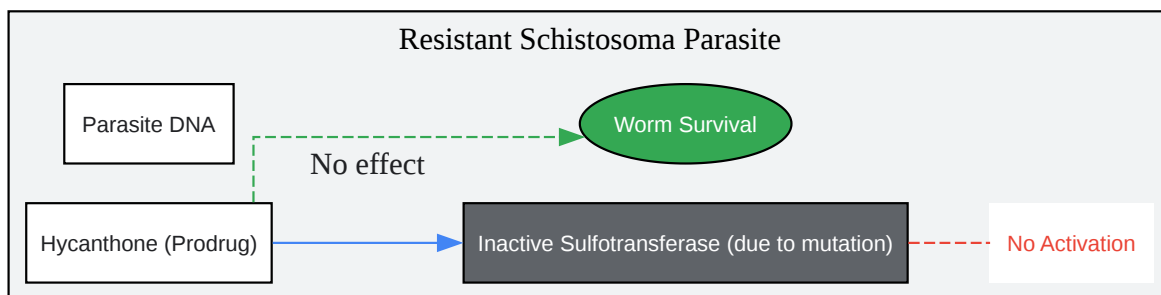 Resistant Schistosoma Parasite
Parasite DNA
Worm Survival
No effect
Hycanthone (Prodrug)
Inactive Sulfotransferase (due to mutation)
No Activation